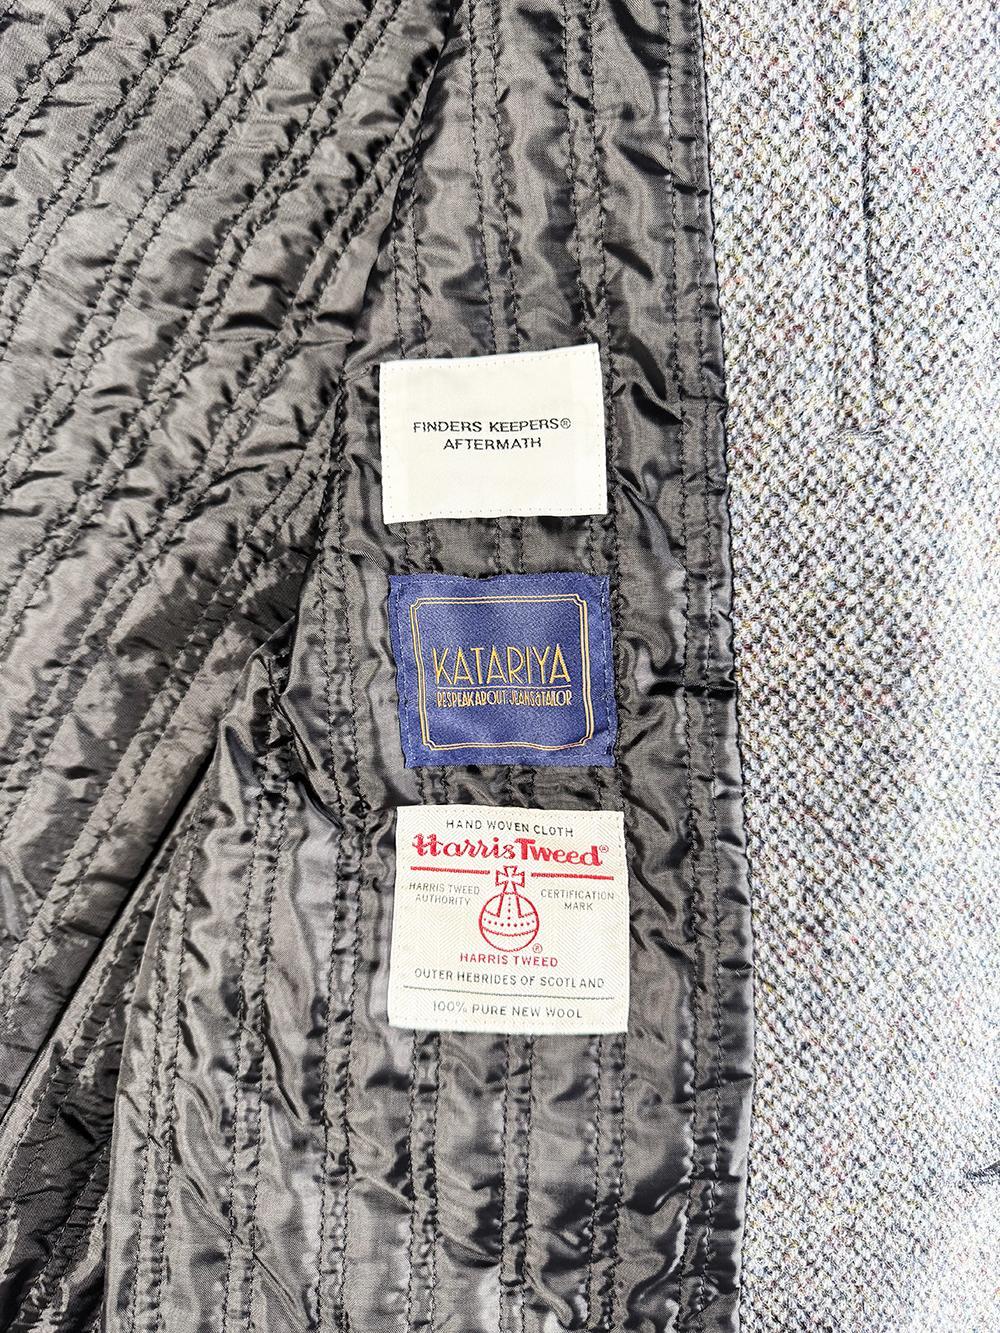 FINDERS KEEPERS®
AFTERMATH
KATARIYA
BESPEAKABOUT JEANS&TAILOR
HAND WOVEN CLOTH
Harris Tweed®
HARRIS TWEED
AUTHORITY
CERTIFICATION
MARK
®
HARRIS TWEED
OUTER HEBRIDES OF SCOTLAND
100% PURE NEW WOOL